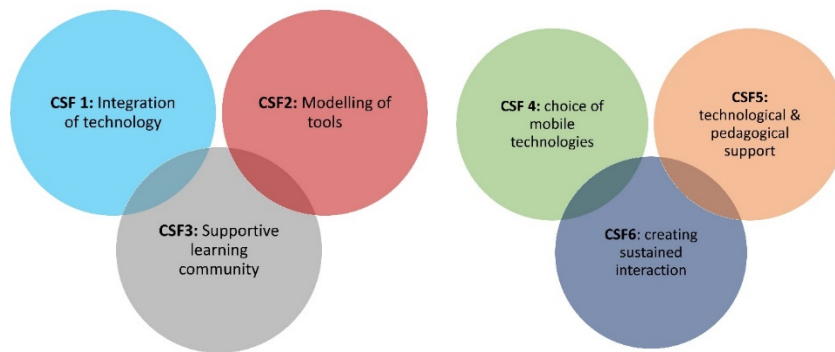 CSF 1: Integration
of technology
CSF2: Modelling of
tools
CSF3: Supportive
learning
community
CSF 4: choice of
mobile
technologies
CSF5:
technological &
pedagogical
support
CSF6: creating
sustained
interaction